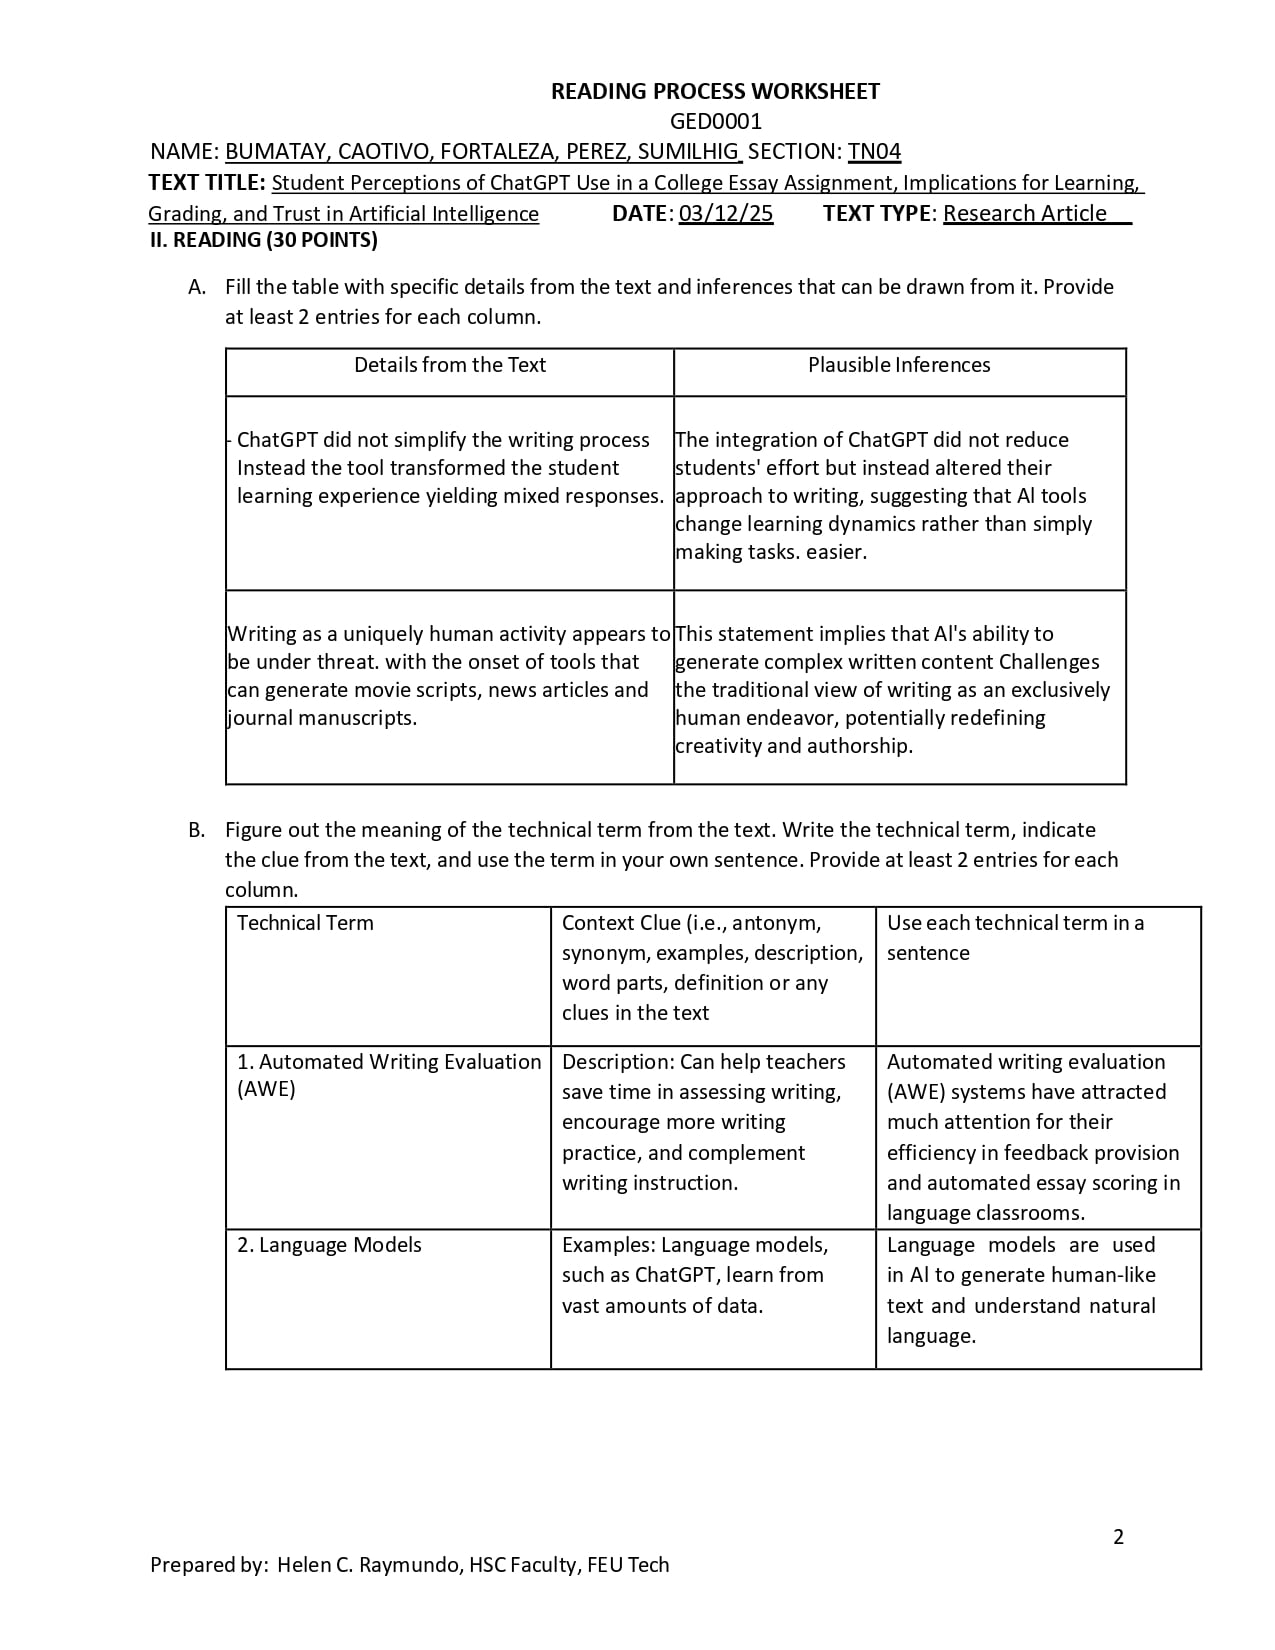 READING PROCESS WORKSHEET
GED0001
NAME: BUMATAY, CAOTIVO, FORTALEZA, PEREZ, SUMILHIG SECTION: TN04
TEXT TITLE: Student Perceptions of ChatGPT Use in a College Essay Assignment, Implications for Learning,
Grading, and Trust in Artificial Intelligence DATE: 03/12/25 TEXT TYPE: Research Article__
II. READING (30 POINTS)
A. Fill the table with specific details from the text and inferences that can be drawn from it. Provide
at least 2 entries for each column.
Details from the Text
Plausible Inferences
- ChatGPT did not simplify the writing process
Instead the tool transformed the student
learning experience yielding mixed responses.
The integration of ChatGPT did not reduce
students' effort but instead altered their
approach to writing, suggesting that Al tools
change learning dynamics rather than simply
making tasks. easier.
Writing as a uniquely human activity appears to
be under threat. with the onset of tools that
can generate movie scripts, news articles and
journal manuscripts.
This statement implies that Al's ability to
generate complex written content Challenges
the traditional view of writing as an exclusively
human endeavor, potentially redefining
creativity and authorship.
B. Figure out the meaning of the technical term from the text. Write the technical term, indicate
the clue from the text, and use the term in your own sentence. Provide at least 2 entries for each
column.
Technical Term
Context Clue (i.e., antonym,
synonym, examples, description,
word parts, definition or any
clues in the text
Use each technical term in a
sentence
1. Automated Writing Evaluation
(AWE)
Description: Can help teachers
save time in assessing writing,
encourage more writing
practice, and complement
writing instruction.
Automated writing evaluation
(AWE) systems have attracted
much attention for their
efficiency in feedback provision
and automated essay scoring in
language classrooms.
2. Language Models
Examples: Language models,
such as ChatGPT, learn from
vast amounts of data.
Language models are used
in Al to generate human-like
text and understand natural
language.
2
Prepared by: Helen C. Raymundo, HSC Faculty, FEU Tech